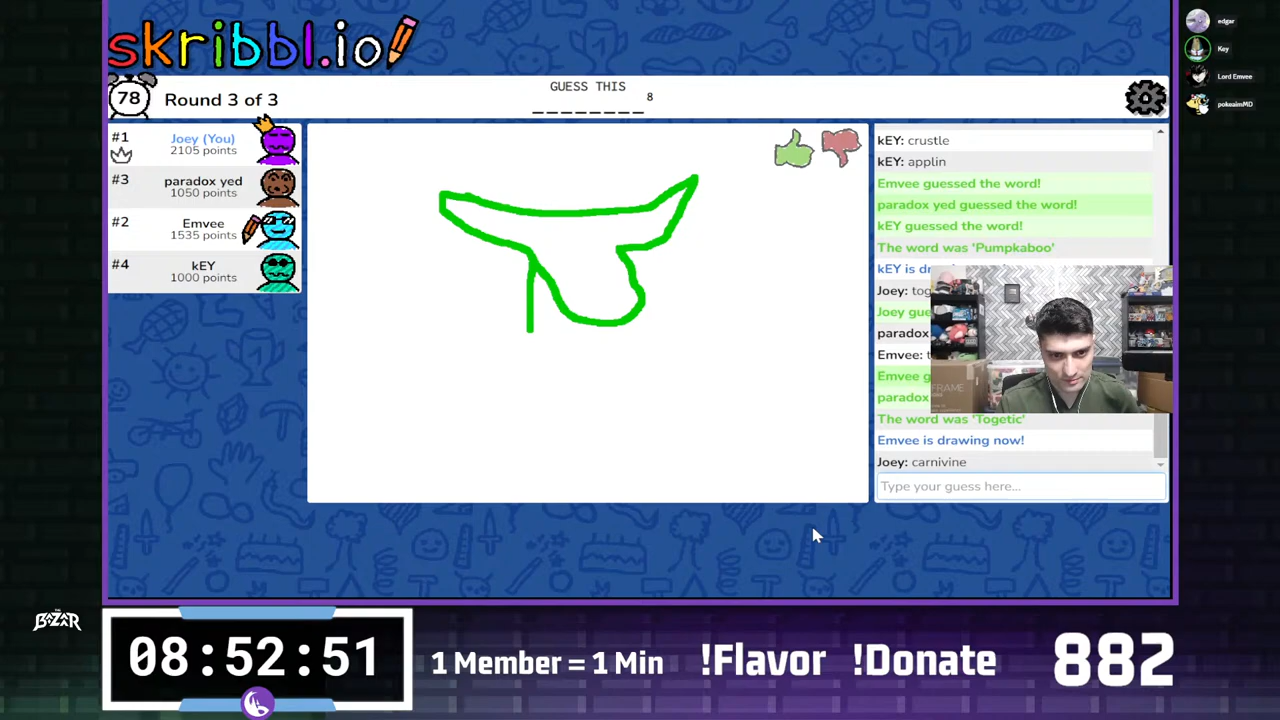 skribbl.io
78
Round 3 of 3
GUESS THIS
________ 8
#1
Joey (You)
2105 points
#3
paradox yed
1050 points
#2
Emvee
1535 points
#4
kEY
1000 points
kEY: crustle
kEY: applin
Emvee guessed the word!
paradox yed guessed the word!
kEY guessed the word!
The word was 'Pumpkaboo'
kEY is
Joey:
Joey
paradox
Emvee:
Emvee
paradox
The word was 'Togetic'
Emvee is drawing now!
Joey: carnivine
Type your guess here...
edgar
Key
Lord Emvee
pokeaimMD
FRAME
THE
BAZAAR
08:52:51
1 Member = 1 Min
!Flavor
!Donate
882